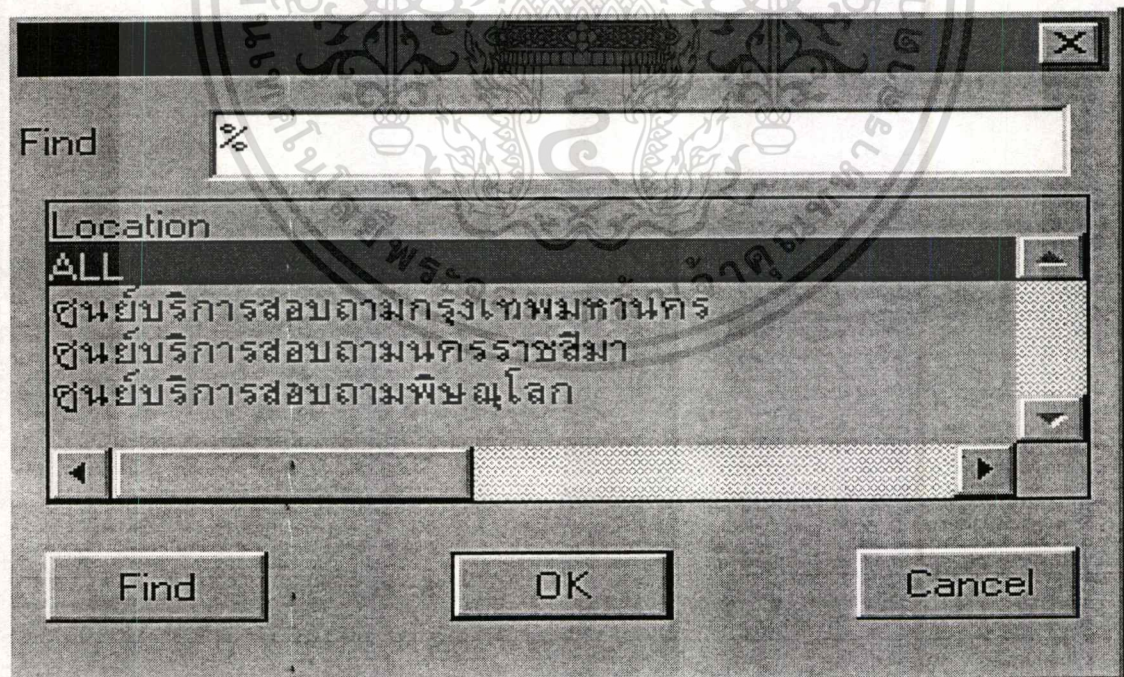 Find %
Location
ALL
ศูนย์บริการสอบถามกรุงเทพมหานคร
ศูนย์บริการสอบถามนครราชสีมา
ศูนย์บริการสอบถามพิษณุโลก
Find OK Cancel